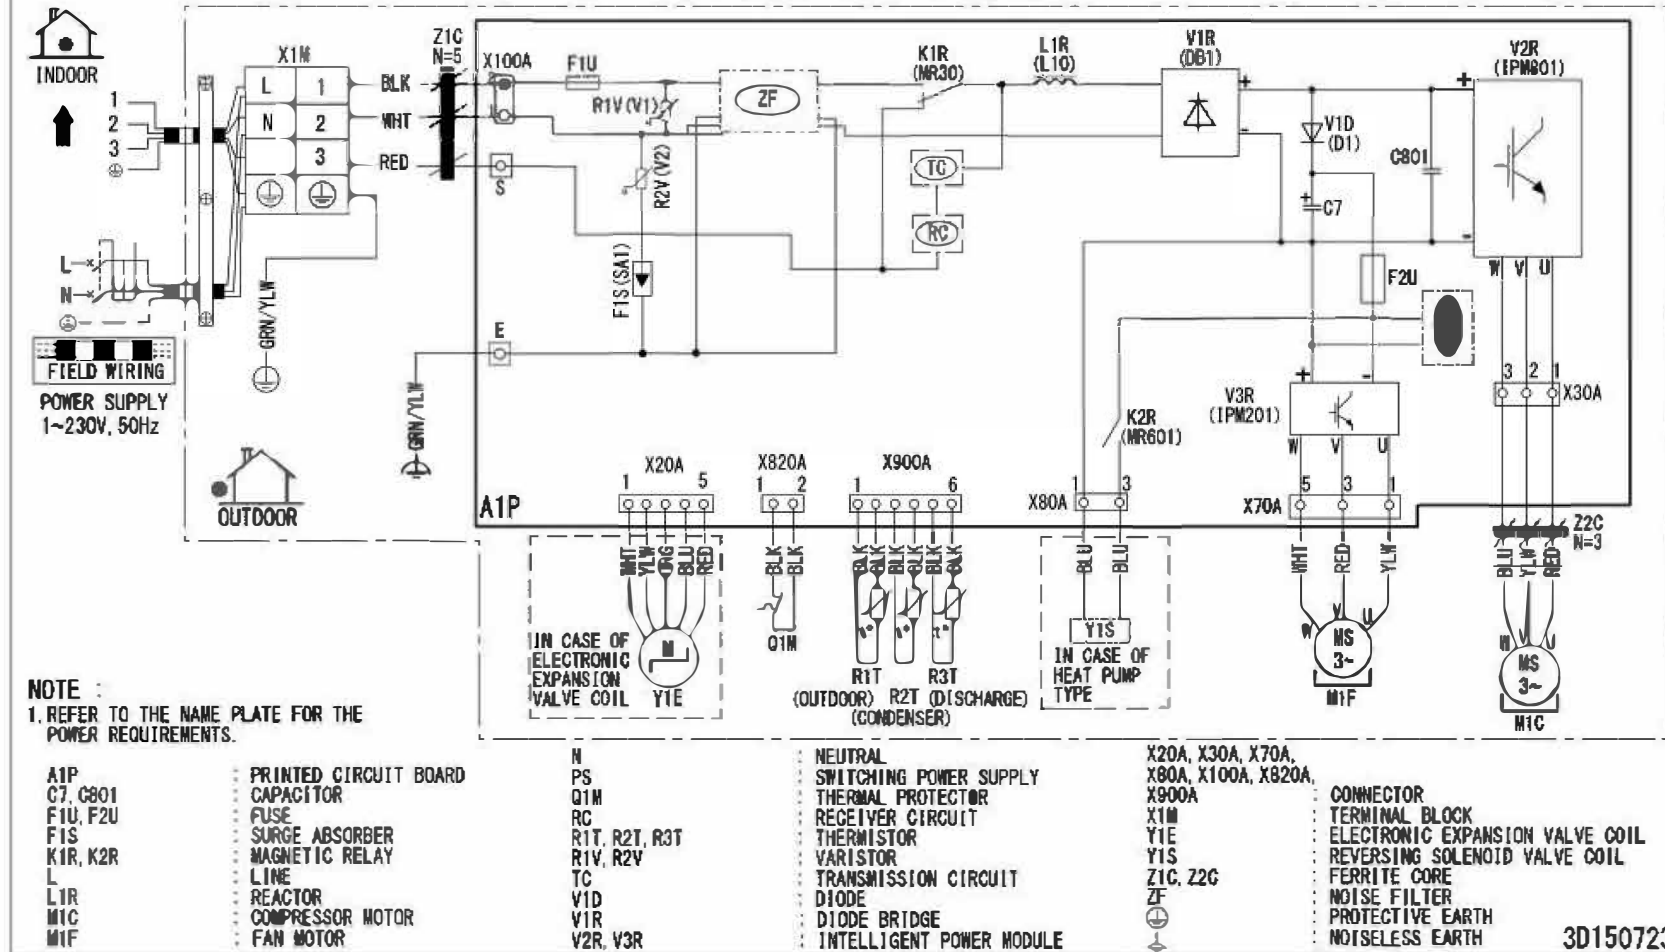 INDOOR
1
2
3
X1M
L 1
N 2
3
BLK
WHT
RED
Z1C
N=5
X100A
F1U
R1V(V1)
ZF
K1R
(MR30)
L1R
(L10)
V1R
(DB1)
+
-
V2R
(IPM801)
V1D
(D1)
C801
+
C7
S
R2V(V2)
TC
RC
L
N
FIELD WIRING
POWER SUPPLY
1~230V, 50Hz
GRN/YLW
F1S(SA1)
E
GRN/YLW
F2U
W V U
3 2 1
X30A
+ -
V3R
(IPM201)
W V U
K2R
(MR601)
OUTDOOR
A1P
X20A
1 5
X820A
1 2
X900A
1 6
X80A
1 3
X70A
5 3 1
Z2C
N=3
WHT
YLW
ORG
BLU
RED
BLK
BLK
BLK
BLK
BLK
BLK
BLK
BLK
BLU
BLU
WHT
RED
YLW
BLU
YLW
RED
IN CASE OF
ELECTRONIC
EXPANSION
VALVE COIL
M
Y1E
Q1M
t° t° t°
R1T R3T
(OUTDOOR) R2T (DISCHARGE)
(CONDENSER)
Y1S
IN CASE OF
HEAT PUMP
TYPE
W V U
MS
3~
M1F
W V U
MS
3~
M1C
NOTE :
1. REFER TO THE NAME PLATE FOR THE
POWER REQUIREMENTS.
A1P : PRINTED CIRCUIT BOARD
C7, C801 : CAPACITOR
F1U, F2U : FUSE
F1S : SURGE ABSORBER
K1R, K2R : MAGNETIC RELAY
L : LINE
L1R : REACTOR
M1C : COMPRESSOR MOTOR
M1F : FAN MOTOR
N : NEUTRAL
PS : SWITCHING POWER SUPPLY
Q1M : THERMAL PROTECTOR
RC : RECEIVER CIRCUIT
R1T, R2T, R3T : THERMISTOR
R1V, R2V : VARISTOR
TC : TRANSMISSION CIRCUIT
V1D : DIODE
V1R : DIODE BRIDGE
V2R, V3R : INTELLIGENT POWER MODULE
X20A, X30A, X70A,
X80A, X100A, X820A,
X900A : CONNECTOR
X1M : TERMINAL BLOCK
Y1E : ELECTRONIC EXPANSION VALVE COIL
Y1S : REVERSING SOLENOID VALVE COIL
Z1C, Z2C : FERRITE CORE
ZF : NOISE FILTER
: PROTECTIVE EARTH
: NOISELESS EARTH
3D150723